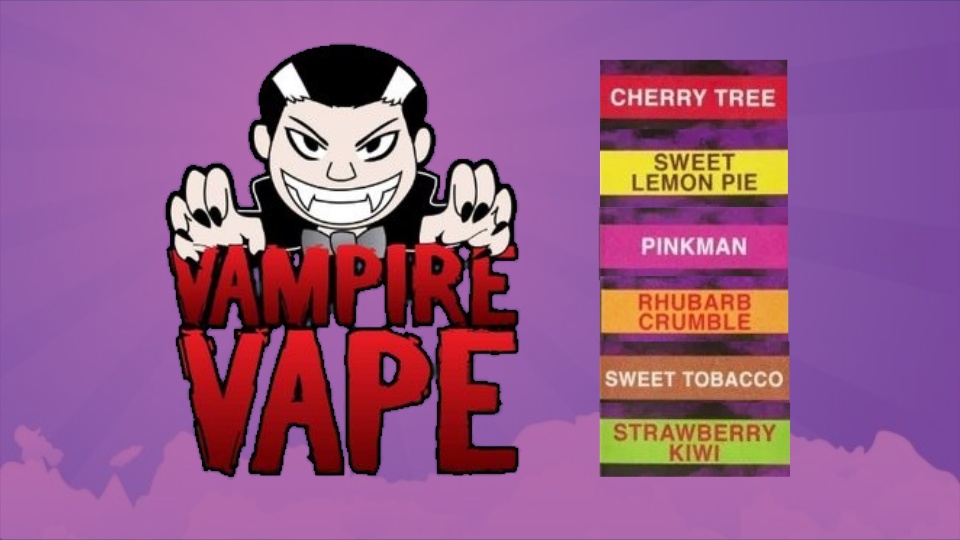 VAMPIRE
VAPE
CHERRY TREE
SWEET
LEMON PIE
PINKMAN
RHUBARB
CRUMBLE
SWEET TOBACCO
STRAWBERRY
KIWI